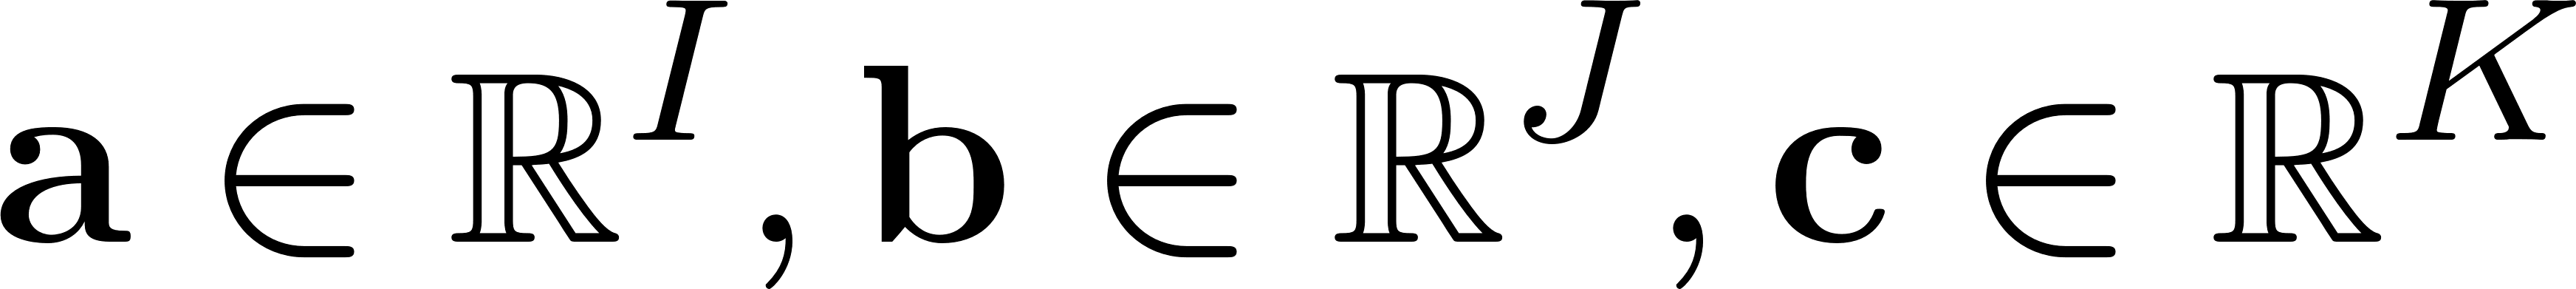 𝐚 ∈ ℝ^I, 𝐛 ∈ ℝ^J, 𝐜 ∈ ℝ^K